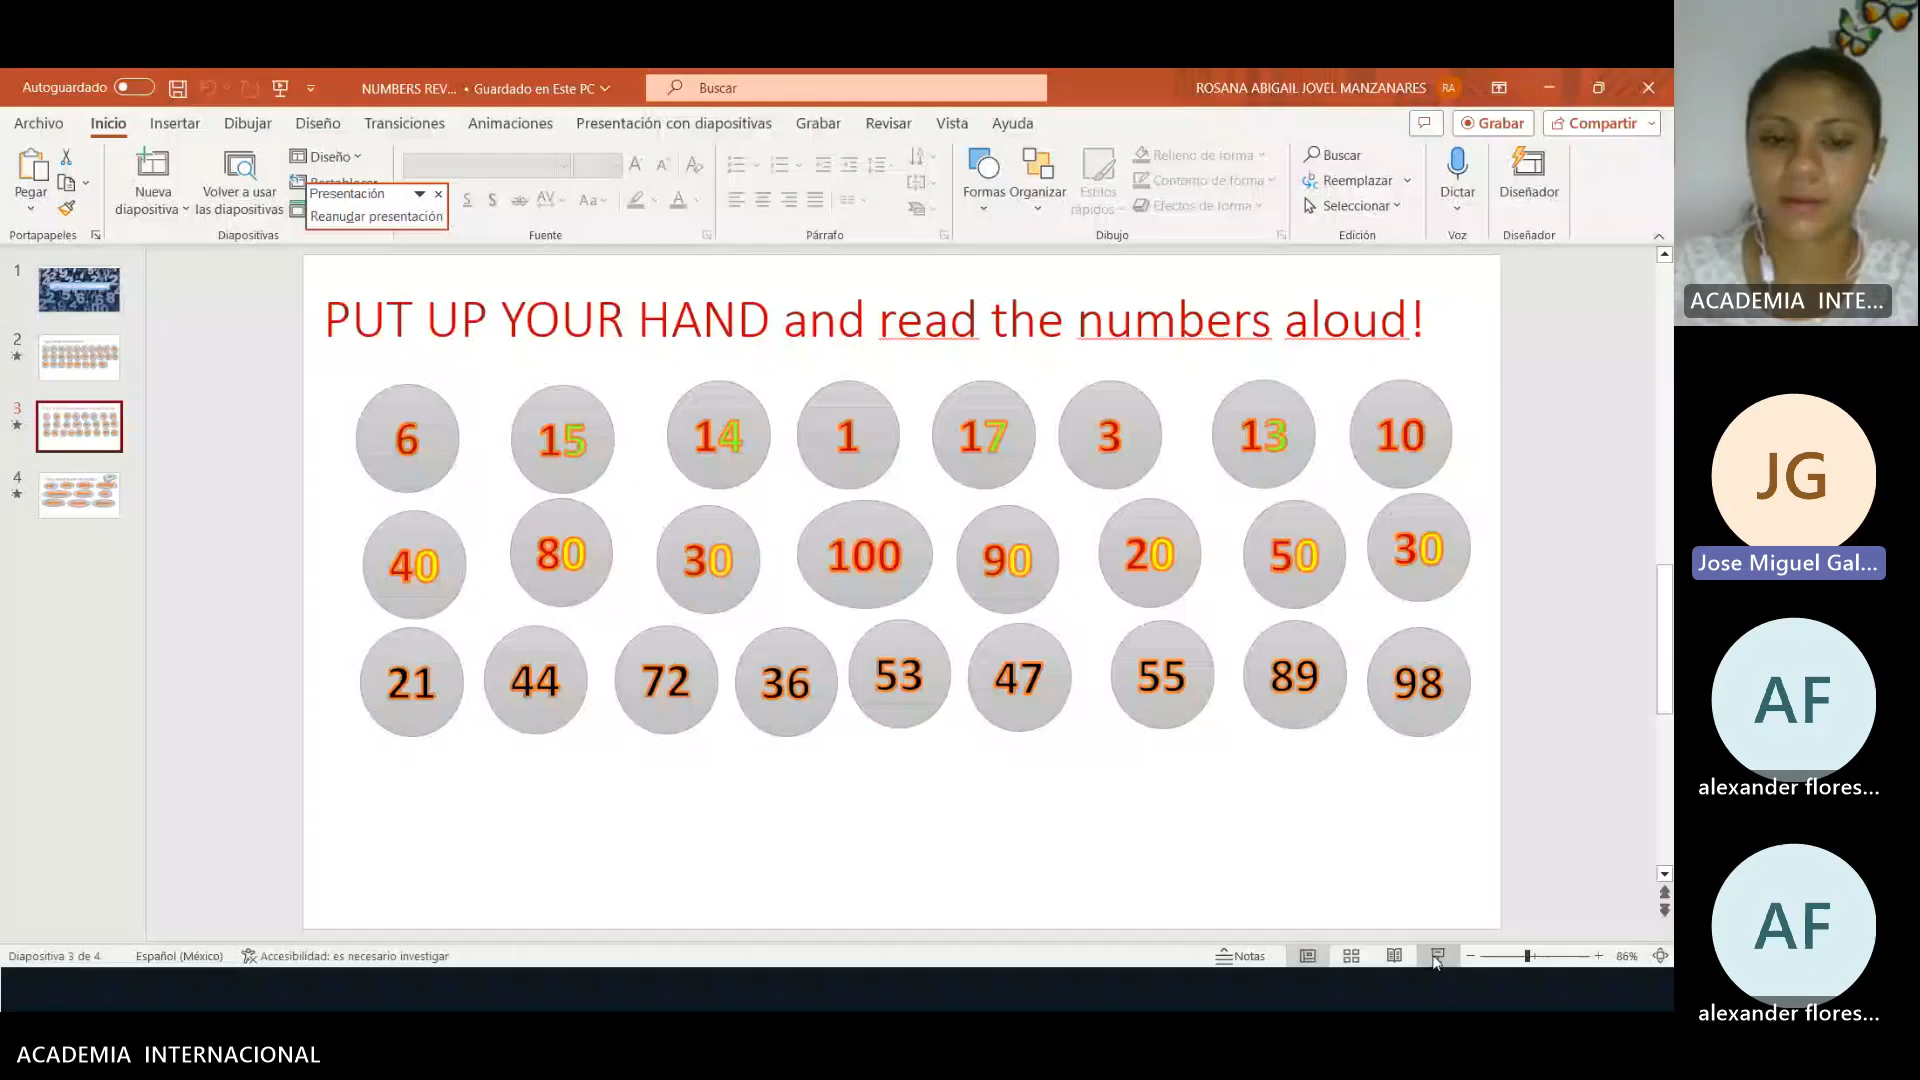 Autoguardado
NUMBERS REV... • Guardado en Este PC
Buscar
ROSANA ABIGAIL JOVEL MANZANARES
RA
Archivo Inicio Insertar Dibujar Diseño Transiciones Animaciones Presentación con diapositivas Grabar Revisar Vista Ayuda
Grabar
Compartir
Pegar
Nueva
diapositiva
Volver a usar
las diapositivas
Diseño
Restablecer
Presentación
Reanudar presentación
Formas
Organizar
Estilos
rápidos
Relleno de forma
Contorno de forma
Efectos de forma
Buscar
Reemplazar
Seleccionar
Dictar
Diseñador
Portapapeles
Diapositivas
Fuente
Párrafo
Dibujo
Edición
Voz
Diseñador
1
2
3
4
PUT UP YOUR HAND and read the numbers aloud!
6 15 14 1 17 3 13 10
40 80 30 100 90 20 50 30
21 44 72 36 53 47 55 89 98
Diapositiva 3 de 4
Español (México)
Accesibilidad: es necesario investigar
Notas
86%
ACADEMIA INTE...
JG
Jose Miguel Gal...
AF
alexander flores...
AF
alexander flores...
ACADEMIA INTERNACIONAL